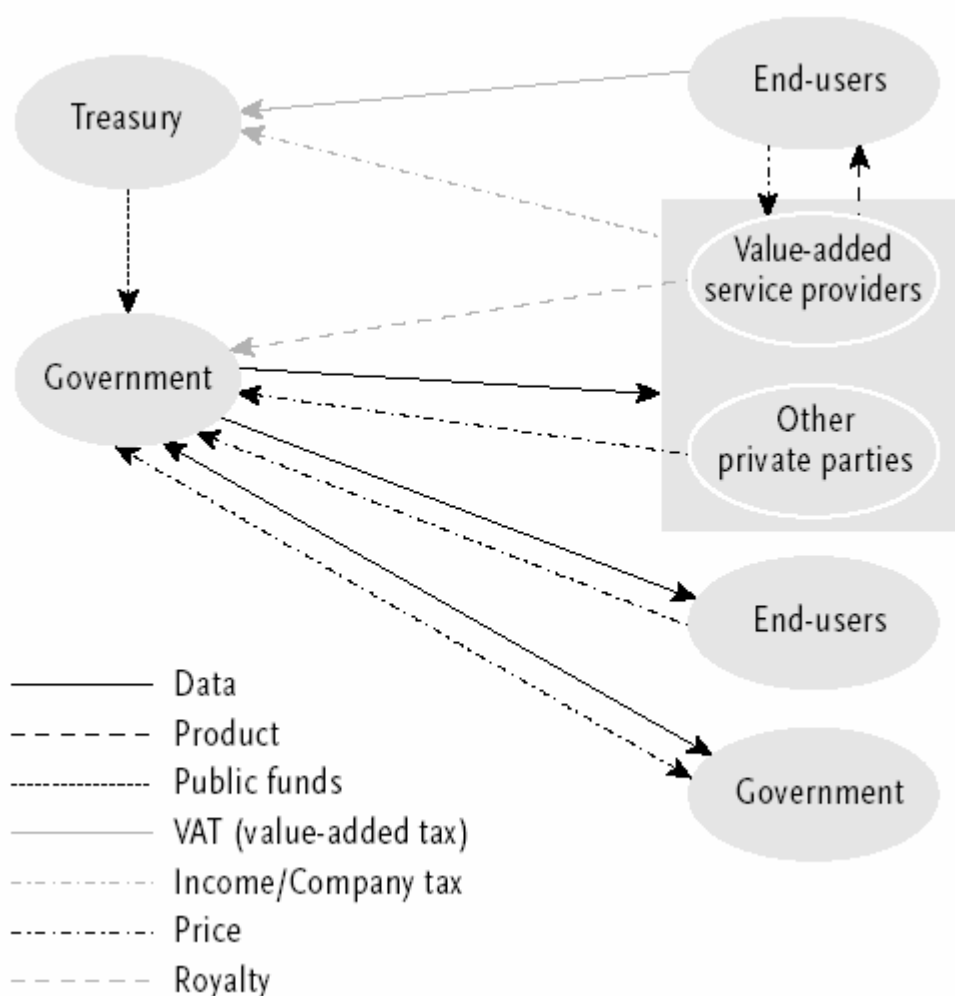 End-users
Treasury
Value-added
service providers
Government
Other
private parties
End-users
Government
Data
Product
Public funds
VAT (value-added tax)
Income/Company tax
Price
Royalty